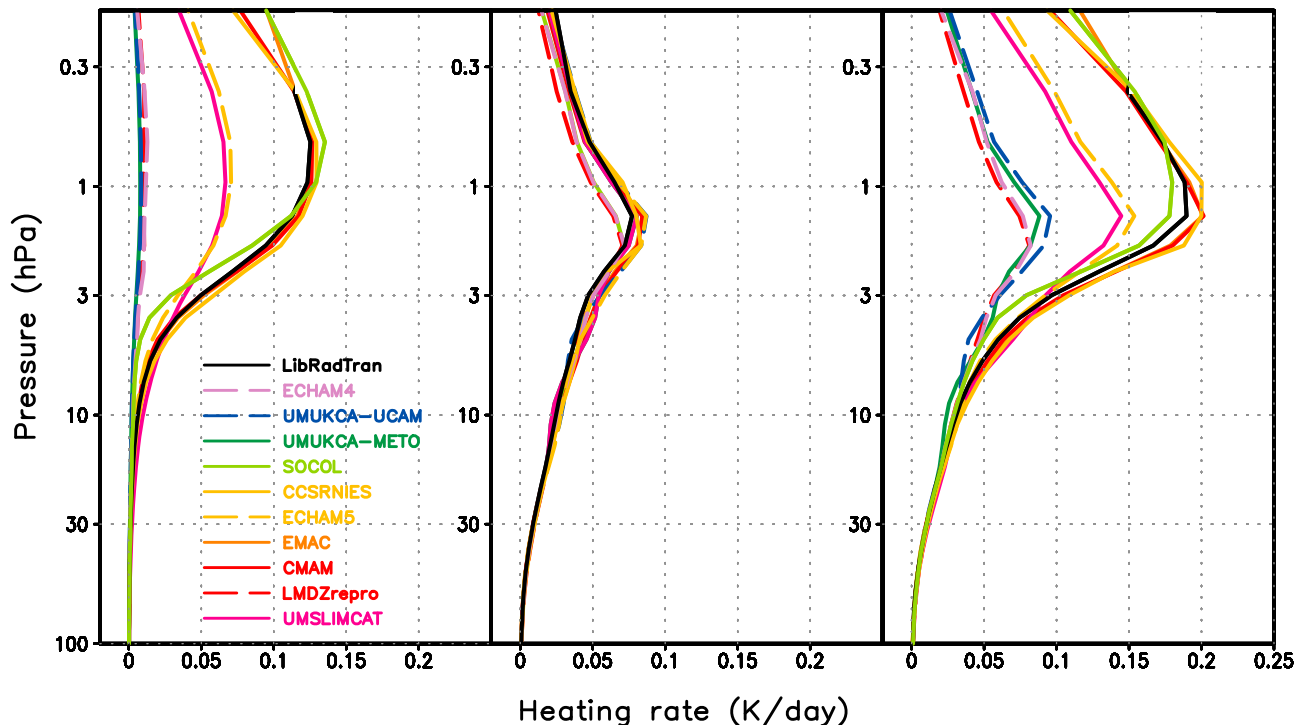 Pressure (hPa)
0.3
1
3
10
30
100
0.3
1
3
10
30
0.3
1
3
10
30
LibRadTran
ECHAM4
UMUKCA-UCAM
UMUKCA-METO
SOCOL
CCSRNIES
ECHAM5
EMAC
CMAM
LMDZrepro
UMSLIMCAT
0 0.05 0.1 0.15 0.2
0 0.05 0.1 0.15 0.2
0 0.05 0.1 0.15 0.2 0.25
Heating rate (K/day)